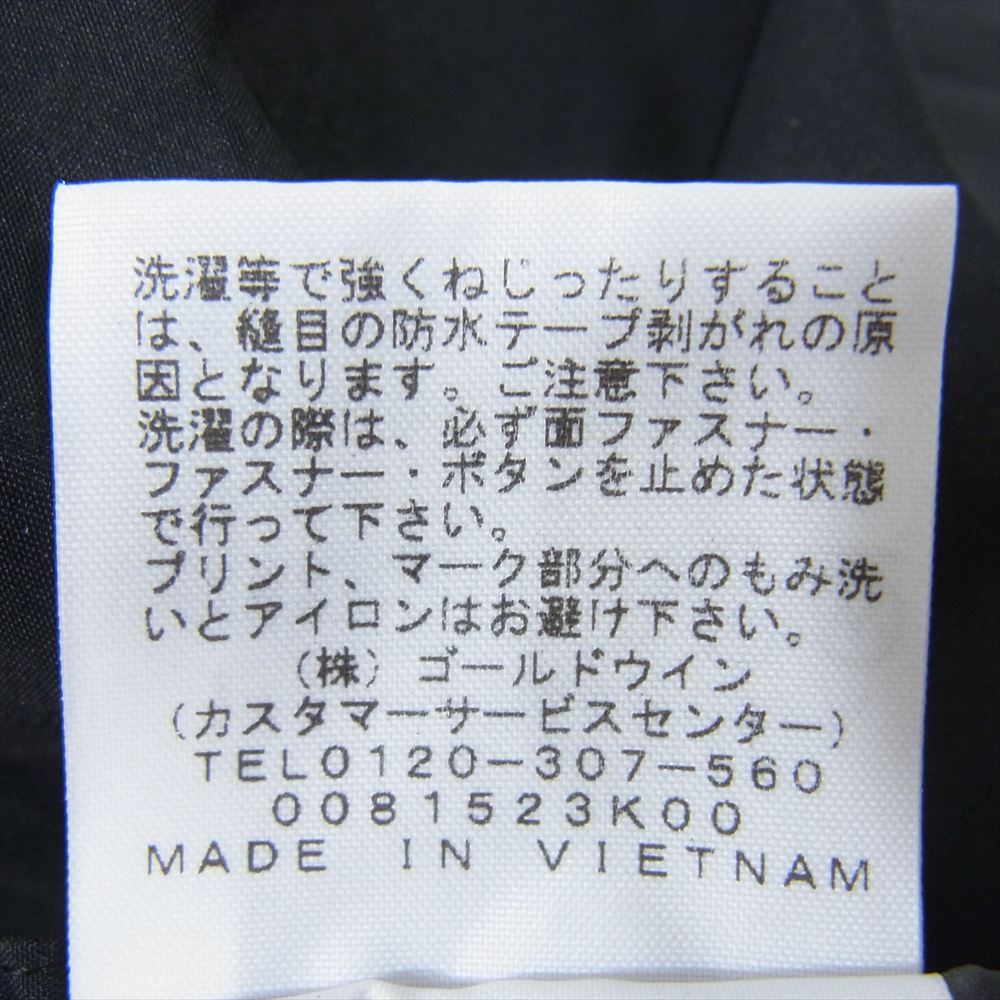 洗濯等で強くねじったりすること
は、縫目の防水テープ剥がれの原
因となります。ご注意下さい。
洗濯の際は、必ず面ファスナー・
ファスナー・ボタンを止めた状態
で行って下さい。
プリント、マーク部分へのもみ洗
いとアイロンはお避け下さい。
(株)ゴールドウイン
(カスタマーサービスセンター)
TEL0120-307-560
0081523K00
MADE IN VIETNAM